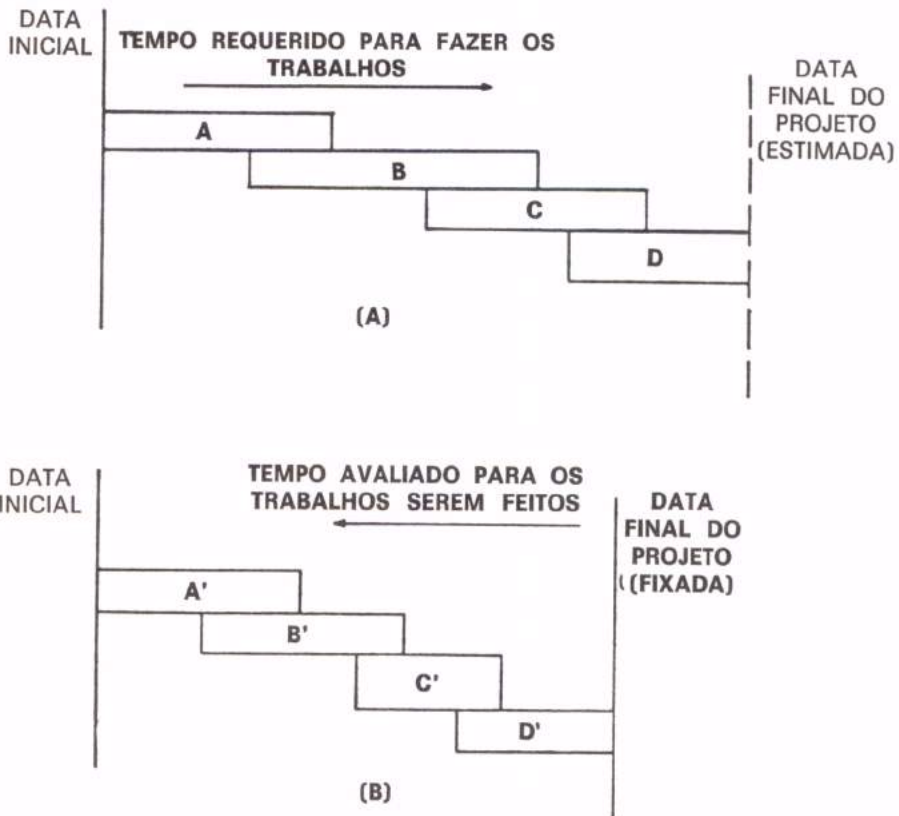 DATA
INICIAL
TEMPO REQUERIDO PARA FAZER OS
TRABALHOS
DATA
FINAL DO
PROJETO
(ESTIMADA)
A
B
C
D
(A)
DATA
INICIAL
TEMPO AVALIADO PARA OS
TRABALHOS SEREM FEITOS
DATA
FINAL DO
PROJETO
(FIXADA)
A'
B'
C'
D'
(B)